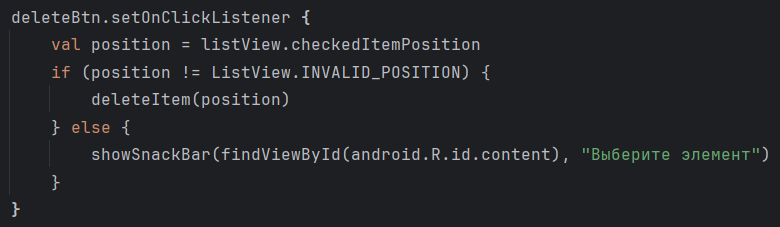 deleteBtn.setOnClickListener {
    val position = listView.checkedItemPosition
    if (position != ListView.INVALID_POSITION) {
        deleteItem(position)
    } else {
        showSnackBar(findViewById(android.R.id.content), "Выберите элемент")
    }
}